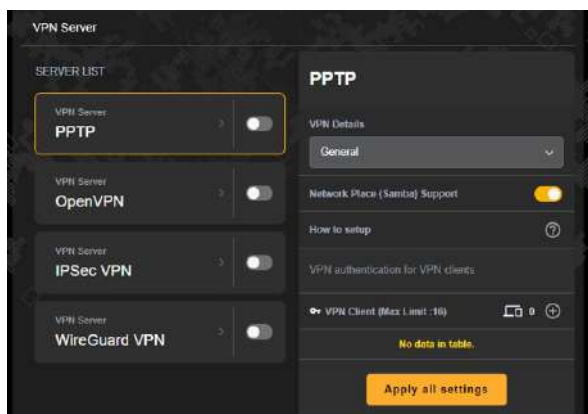 VPN Server
SERVER LIST
VPN Server
PPTP
VPN Server
OpenVPN
VPN Server
IPSec VPN
VPN Server
WireGuard VPN
PPTP
VPN Details
General
Network Place (Samba) Support
How to setup
VPN authentication for VPN clients
VPN Client (Max Limit :16)
0
No data in table.
Apply all settings